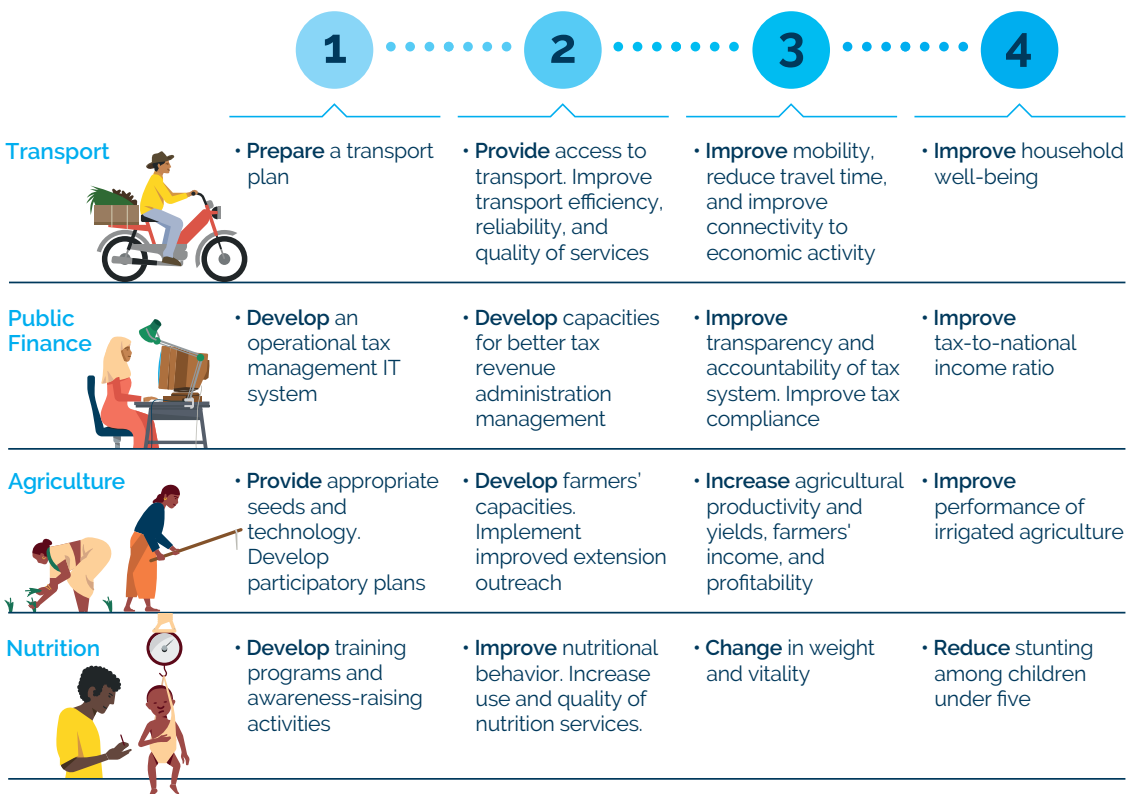 1
2
3
4
Transport
• Prepare a transport
plan
• Provide access to
transport. Improve
transport efficiency,
reliability, and
quality of services
• Improve mobility,
reduce travel time,
and improve
connectivity to
economic activity
• Improve household
well-being
Public
Finance
• Develop an
operational tax
management IT
system
• Develop capacities
for better tax
revenue
administration
management
• Improve
transparency and
accountability of tax
system. Improve tax
compliance
• Improve
tax-to-national
income ratio
Agriculture
• Provide appropriate
seeds and
technology.
Develop
participatory plans
• Develop farmers’
capacities.
Implement
improved extension
outreach
• Increase agricultural
productivity and
yields, farmers'
income, and
profitability
• Improve
performance of
irrigated agriculture
Nutrition
• Develop training
programs and
awareness-raising
activities
• Improve nutritional
behavior. Increase
use and quality of
nutrition services.
• Change in weight
and vitality
• Reduce stunting
among children
under five